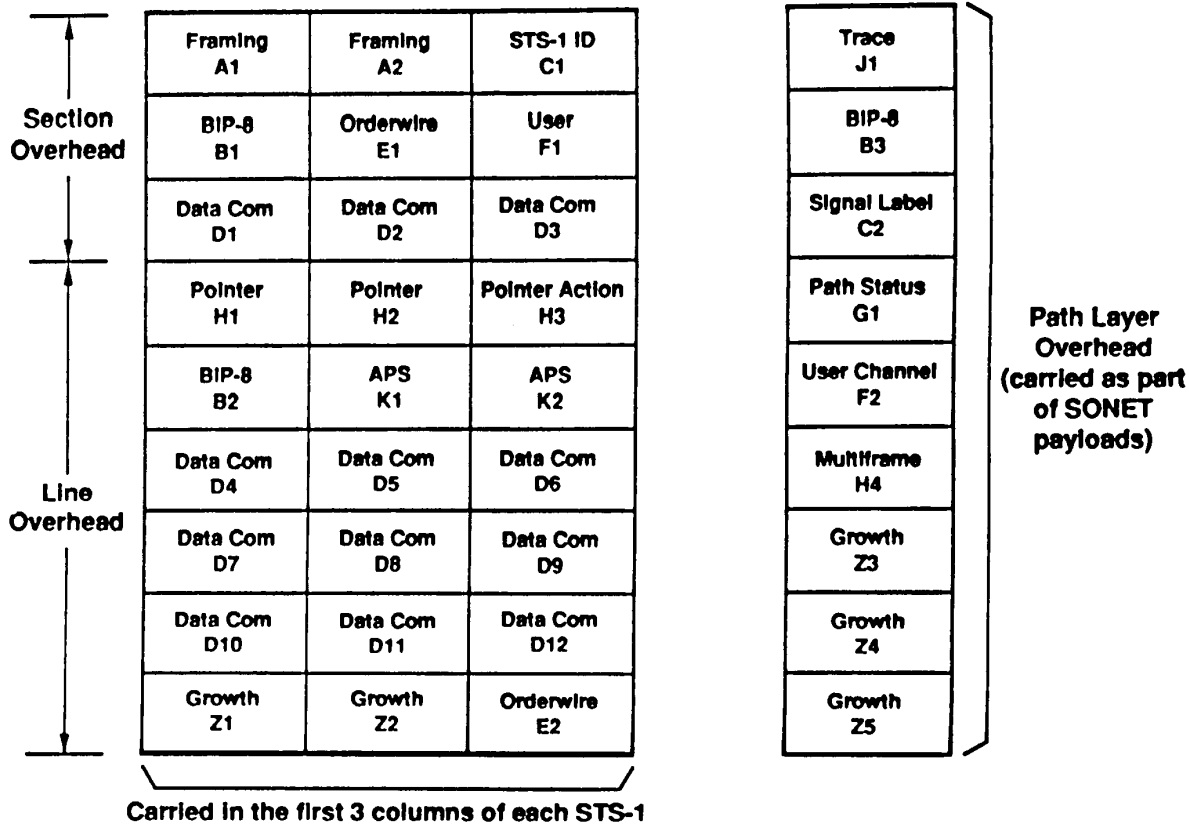 Section
Overhead
Line
Overhead
Framing
A1
Framing
A2
STS-1 ID
C1
BIP-8
B1
Orderwire
E1
User
F1
Data Com
D1
Data Com
D2
Data Com
D3
Pointer
H1
Pointer
H2
Pointer Action
H3
BIP-8
B2
APS
K1
APS
K2
Data Com
D4
Data Com
D5
Data Com
D6
Data Com
D7
Data Com
D8
Data Com
D9
Data Com
D10
Data Com
D11
Data Com
D12
Growth
Z1
Growth
Z2
Orderwire
E2
Carried in the first 3 columns of each STS-1
Trace
J1
BIP-8
B3
Signal Label
C2
Path Status
G1
User Channel
F2
Multiframe
H4
Growth
Z3
Growth
Z4
Growth
Z5
Path Layer
Overhead
(carried as part
of SONET
payloads)